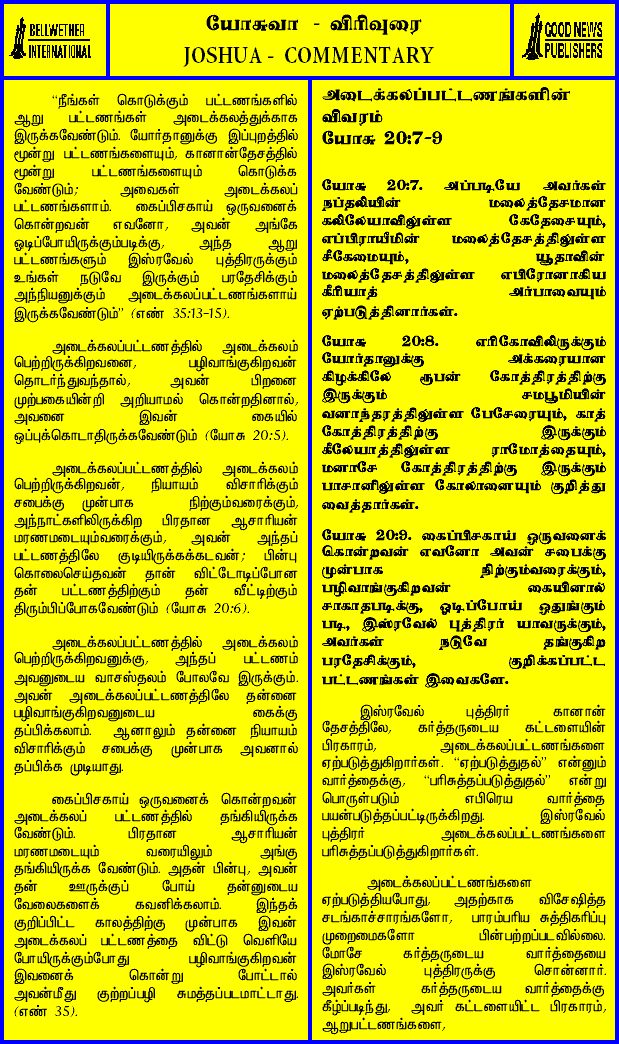 BELLWETHER
INTERNATIONAL
யோசுவா - விரிவுரை
JOSHUA - COMMENTARY
GOOD NEWS
PUBLISHERS
“நீங்கள் கொடுக்கும் பட்டணங்களில்
ஆறு பட்டணங்கள் அடைக்கலத்துக்காக
இருக்கவேண்டும். யோர்தானுக்கு இப்புறத்தில்
மூன்று பட்டணங்களையும், கானான்தேசத்தில்
மூன்று பட்டணங்களையும் கொடுக்க
வேண்டும்; அவைகள் அடைக்கலப்
பட்டணங்களாம். கைப்பிசகாய் ஒருவனைக்
கொன்றவன் எவனோ, அவன் அங்கே
ஓடிப்போயிருக்கும்படிக்கு, அந்த ஆறு
பட்டணங்களும் இஸ்ரவேல் புத்திரருக்கும்
உங்கள் நடுவே இருக்கும் பரதேசிக்கும்
அந்நியனுக்கும் அடைக்கலப்பட்டணங்களாய்
இருக்கவேண்டும்” (எண் 35:13-15).
அடைக்கலப்பட்டணத்தில் அடைக்கலம்
பெற்றிருக்கிறவனை, பழிவாங்குகிறவன்
தொடர்ந்துவந்தால், அவன் பிறனை
முற்பகையின்றி அறியாமல் கொன்றதினால்,
அவனை இவன் கையில்
ஒப்புக்கொடாதிருக்கவேண்டும் (யோசு 20:5).
அடைக்கலப்பட்டணத்தில் அடைக்கலம்
பெற்றிருக்கிறவன், நியாயம் விசாரிக்கும்
சபைக்கு முன்பாக நிற்கும்வரைக்கும்,
அந்நாட்களிலிருக்கிற பிரதான ஆசாரியன்
மரணமடையும்வரைக்கும், அவன் அந்தப்
பட்டணத்திலே குடியிருக்கக்கடவன்; பின்பு
கொலைசெய்தவன் தான் விட்டோடிப்போன
தன் பட்டணத்திற்கும் தன் வீட்டிற்கும்
திரும்பிப்போகவேண்டும் (யோசு 20:6).
அடைக்கலப்பட்டணத்தில் அடைக்கலம்
பெற்றிருக்கிறவனுக்கு, அந்தப் பட்டணம்
அவனுடைய வாசஸ்தலம் போலவே இருக்கும்.
அவன் அடைக்கலப்பட்டணத்திலே தன்னை
பழிவாங்குகிறவனுடைய கைக்கு
தப்பிக்கலாம். ஆனாலும் தன்னை நியாயம்
விசாரிக்கும் சபைக்கு முன்பாக அவனால்
தப்பிக்க முடியாது.
கைப்பிசகாய் ஒருவனைக் கொன்றவன்
அடைக்கலப் பட்டணத்தில் தங்கியிருக்க
வேண்டும். பிரதான ஆசாரியன்
மரணமடையும் வரையிலும் அங்கு
தங்கியிருக்க வேண்டும். அதன் பின்பு, அவன்
தன் ஊருக்குப் போய் தன்னுடைய
வேலைகளைக் கவனிக்கலாம். இந்தக்
குறிப்பிட்ட காலத்திற்கு முன்பாக இவன்
அடைக்கலப் பட்டணத்தை விட்டு வெளியே
போயிருக்கும்போது பழிவாங்குகிறவன்
இவனைக் கொன்று போட்டால்
அவன்மீது குற்றப்பழி சுமத்தப்படமாட்டாது.
(எண் 35).
அடைக்கலப்பட்டணங்களின்
விவரம்
யோசு 20:7-9
யோசு 20:7. அப்படியே அவர்கள்
நப்தலியின் மலைத்தேசமான
கலிலேயாவிலுள்ள கேதேசையும்,
எப்பிராயீமின் மலைத்தேசத்திலுள்ள
சீகேமையும், யூதாவின்
மலைத்தேசத்திலுள்ள எபிரோனாகிய
கீரியாத் அர்பாவையும்
ஏற்படுத்தினார்கள்.
யோசு 20:8. எரிகோவிலிருக்கும்
யோர்தானுக்கு அக்கரையான
கிழக்கிலே ரூபன் கோத்திரத்திற்கு
இருக்கும் சமபூமியின்
வனாந்தரத்திலுள்ள பேசேரையும், காத்
கோத்திரத்திற்கு இருக்கும்
கீலேயாத்திலுள்ள ராமோத்தையும்,
மனாசே கோத்திரத்திற்கு இருக்கும்
பாசானிலுள்ள கோலானையும் குறித்து
வைத்தார்கள்.
யோசு 20:9. கைப்பிசகாய் ஒருவனைக்
கொன்றவன் எவனோ அவன் சபைக்கு
முன்பாக நிற்கும்வரைக்கும்,
பழிவாங்குகிறவன் கையினால்
சாகாதபடிக்கு, ஓடிப்போய் ஒதுங்கும்
படி, இஸ்ரவேல் புத்திரர் யாவருக்கும்,
அவர்கள் நடுவே தங்குகிற
பரதேசிக்கும், குறிக்கப்பட்ட
பட்டணங்கள் இவைகளே.
இஸ்ரவேல் புத்திரர் கானான்
தேசத்திலே, கர்த்தருடைய கட்டளையின்
பிரகாரம், அடைக்கலப்பட்டணங்களை
ஏற்படுத்துகிறார்கள். “ஏற்படுத்துதல்” என்னும்
வார்த்தைக்கு, “பரிசுத்தப்படுத்துதல்” என்று
பொருள்படும் எபிரெய வார்த்தை
பயன்படுத்தப்பட்டிருக்கிறது. இஸ்ரவேல்
புத்திரர் அடைக்கலப்பட்டணங்களை
பரிசுத்தப்படுத்துகிறார்கள்.
அடைக்கலப்பட்டணங்களை
ஏற்படுத்தியபோது, அதற்காக விசேஷித்த
சடங்காச்சாரங்களோ, பாரம்பரிய சுத்திகரிப்பு
முறைமைகளோ பின்பற்றப்படவில்லை.
மோசே கர்த்தருடைய வார்த்தையை
இஸ்ரவேல் புத்திரருக்கு சொன்னார்.
அவர்கள் கர்த்தருடைய வார்த்தைக்கு
கீழ்ப்படிந்து, அவர் கட்டளையிட்ட பிரகாரம்,
ஆறுபட்டணங்களை,